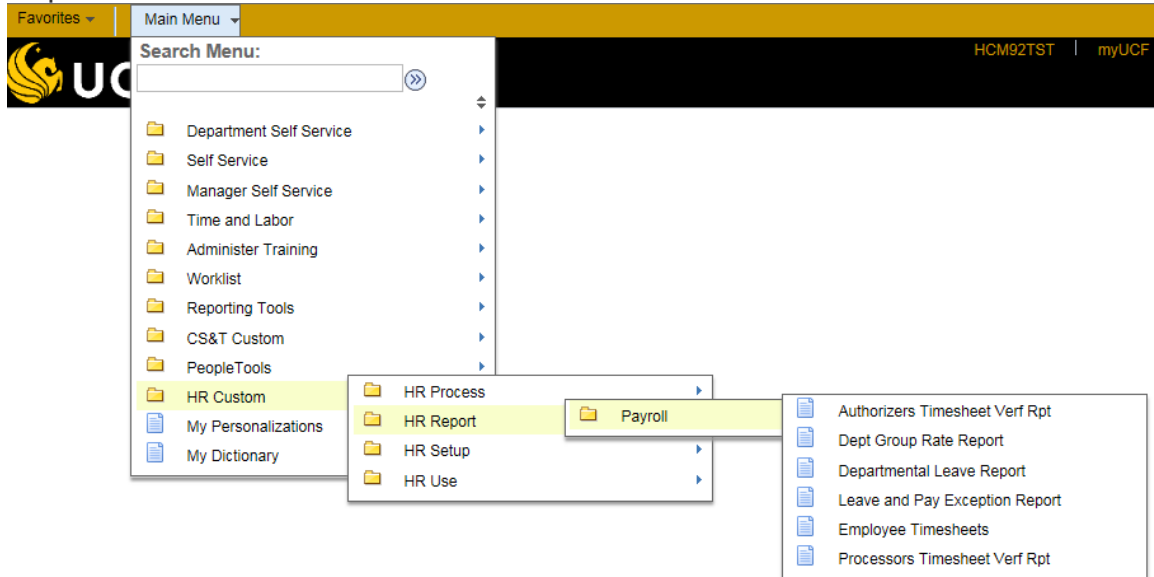 Favorites Main Menu
Search Menu:
HCM92TST myUCF
UC
Department Self Service
Self Service
Manager Self Service
Time and Labor
Administer Training
Worklist
Reporting Tools
CS&T Custom
PeopleTools
HR Custom
My Personalizations
My Dictionary
HR Process
HR Report
HR Setup
HR Use
Payroll
Authorizers Timesheet Verf Rpt
Dept Group Rate Report
Departmental Leave Report
Leave and Pay Exception Report
Employee Timesheets
Processors Timesheet Verf Rpt